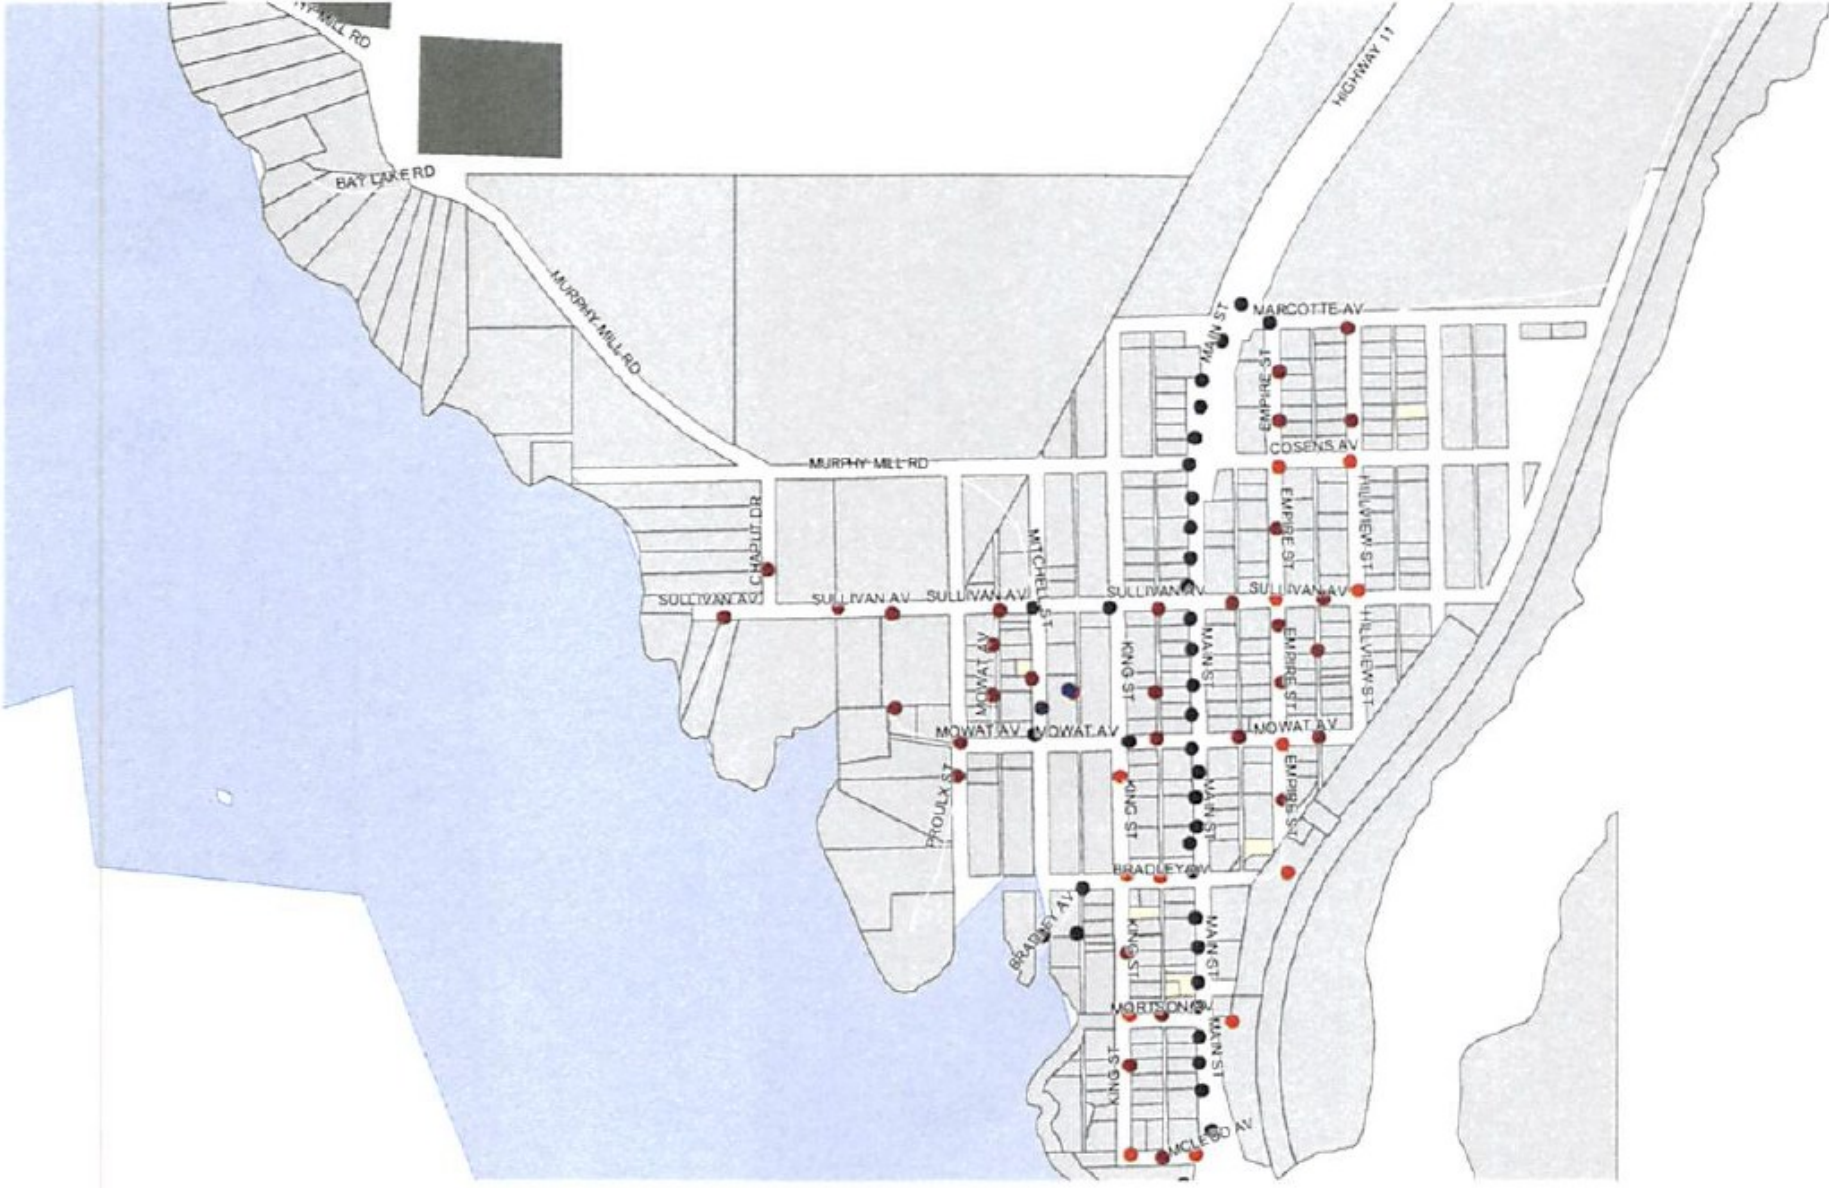 HY MILL RD
HIGHWAY 11
BAY LAKE RD
MURPHY MILL RD
MAIN ST
MARCOTTE AV
EMPIRE ST
COSENS AV
MURPHY MILL RD
CHAPUT DR
MITCHELL ST
EMPIRE ST
HILLVIEW ST
SULLIVAN AV
SULLIVAN AV
SULLIVAN AV
SULLIVAN AV
SULLIVAN AV
MOWAT AV
KING ST
MAIN ST
EMPIRE ST
HILLVIEW ST
MOWAT AV
MOWAT AV
MOWAT AV
PROULX ST
KING ST
MAIN ST
EMPIRE ST
BRADLEY AV
BRADLEY AV
KING ST
MAIN ST
MORTSON AV
KING ST
MAIN ST
MCLEOD AV